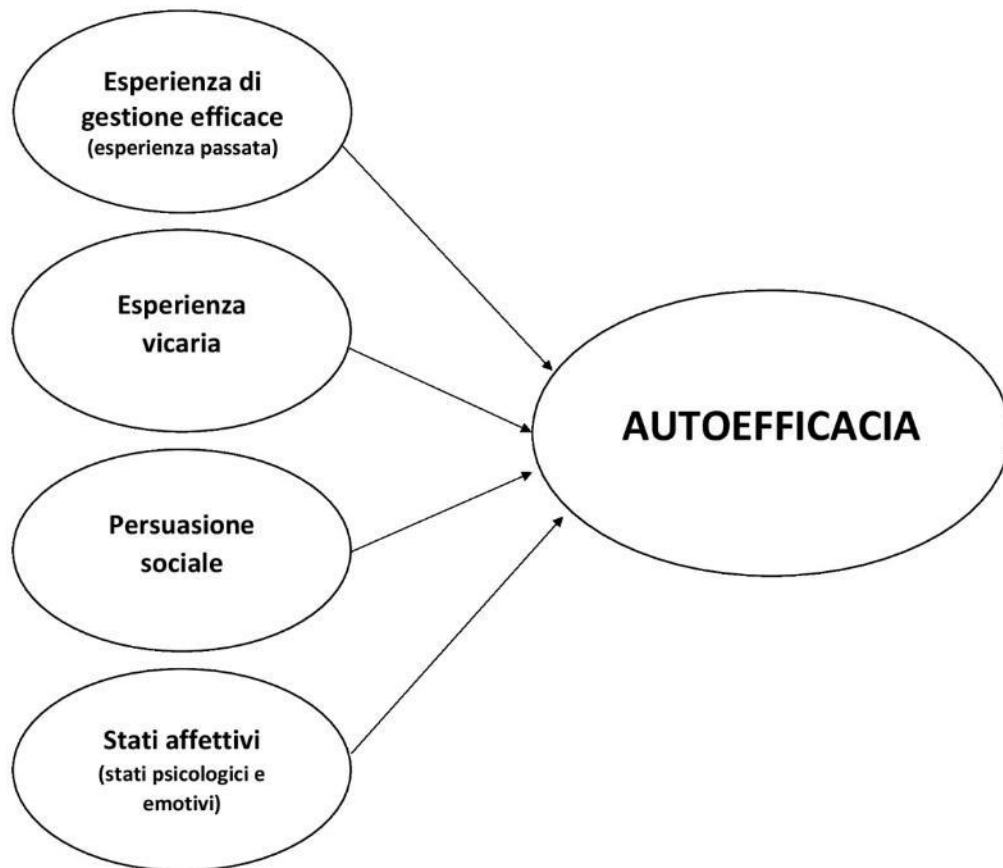 Esperienza di
gestione efficace
(esperienza passata)
Esperienza
vicaria
Persuasione
sociale
Stati affettivi
(stati psicologici e
emotivi)
AUTOEFFICACIA